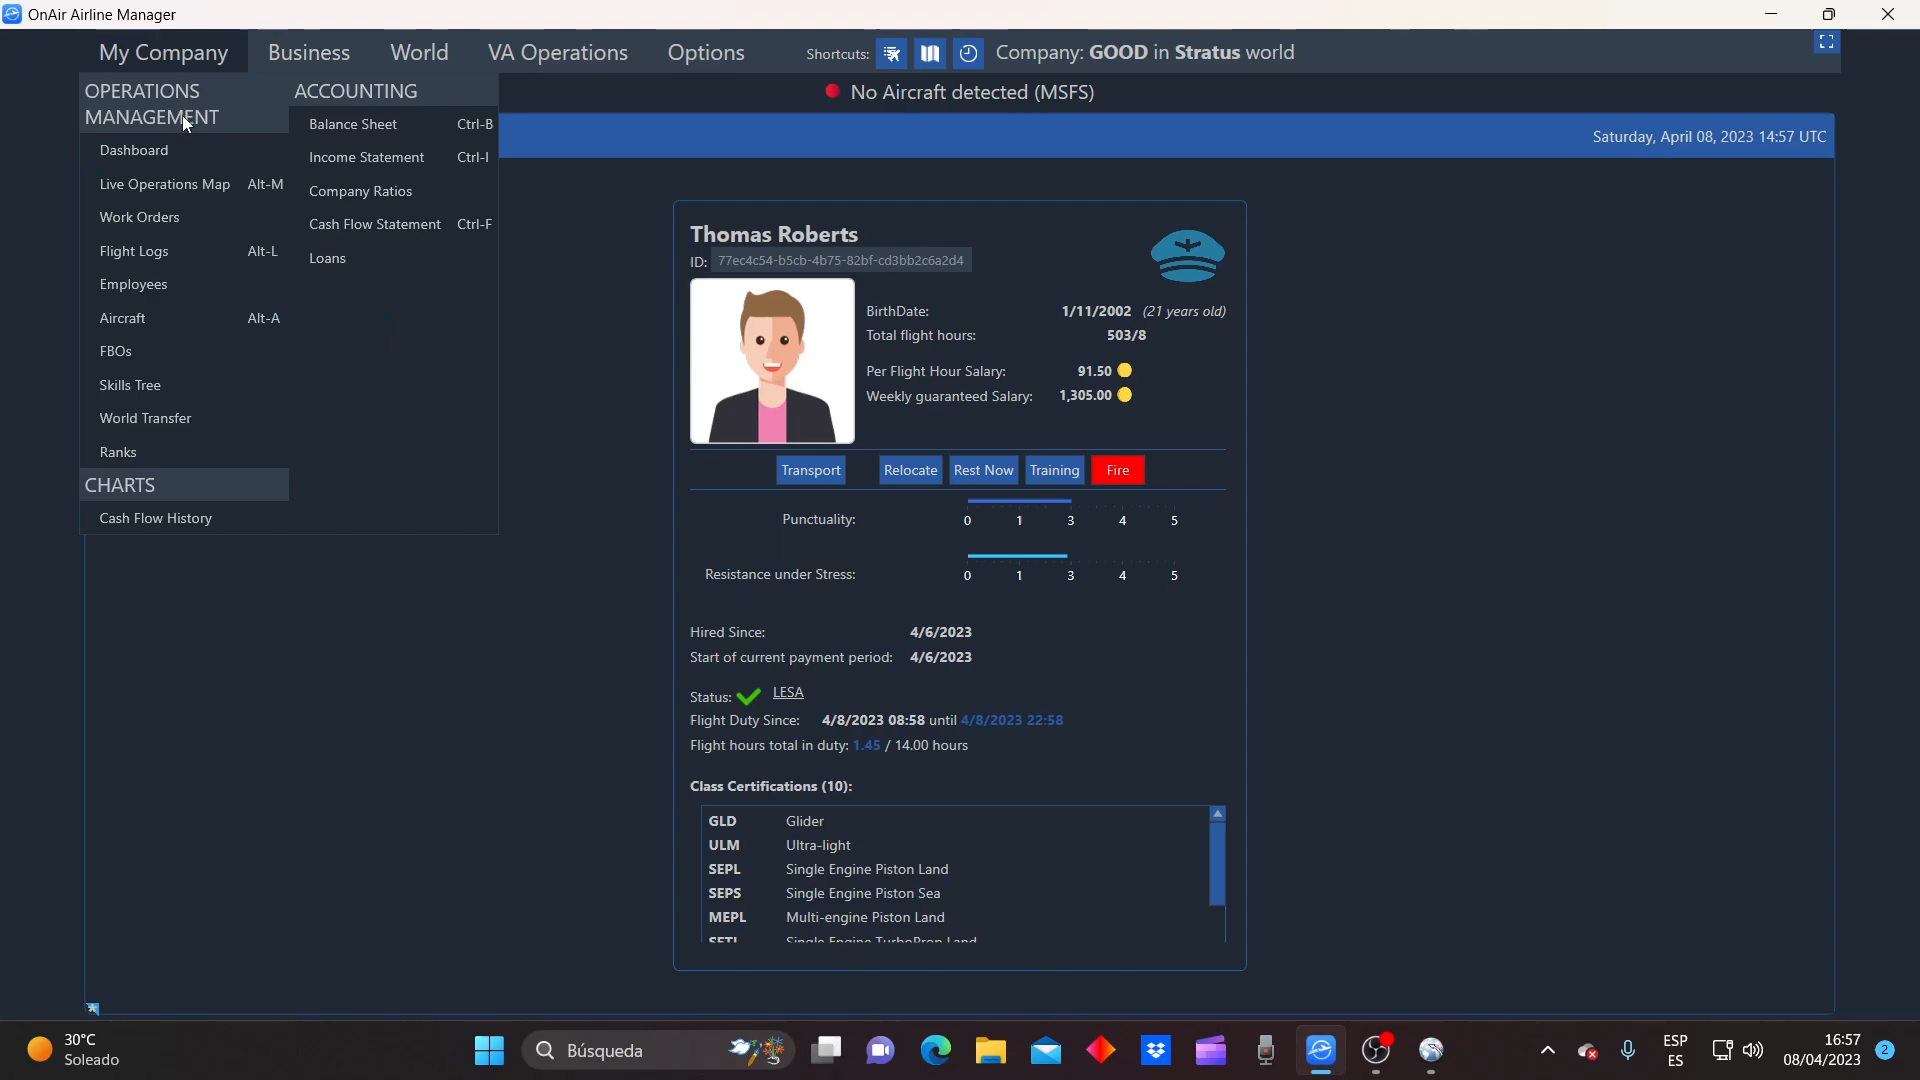 OnAir Airline Manager
My Company Business World VA Operations Options Shortcuts: Company: GOOD in Stratus world
No Aircraft detected (MSFS)
Saturday, April 08, 2023 14:57 UTC
OPERATIONS MANAGEMENT
Dashboard
Live Operations Map Alt-M
Work Orders
Flight Logs Alt-L
Employees
Aircraft Alt-A
FBOs
Skills Tree
World Transfer
Ranks
CHARTS
Cash Flow History
ACCOUNTING
Balance Sheet Ctrl-B
Income Statement Ctrl-I
Company Ratios
Cash Flow Statement Ctrl-F
Loans
Thomas Roberts
ID: 77ec4c54-b5cb-4b75-82bf-cd3bb2c6a2d4
BirthDate: 1/11/2002 (21 years old)
Total flight hours: 503/8
Per Flight Hour Salary: 91.50
Weekly guaranteed Salary: 1,305.00
Transport Relocate Rest Now Training Fire
Punctuality: 0 1 3 4 5
Resistance under Stress: 0 1 3 4 5
Hired Since: 4/6/2023
Start of current payment period: 4/6/2023
Status: LESA
Flight Duty Since: 4/8/2023 08:58 until 4/8/2023 22:58
Flight hours total in duty: 1.45 / 14.00 hours
Class Certifications (10):
GLD Glider
ULM Ultra-light
SEPL Single Engine Piston Land
SEPS Single Engine Piston Sea
MEPL Multi-engine Piston Land
SETL Single Engine TurboProp Land
30°C
Soleado
Búsqueda
ESP
ES
16:57
08/04/2023
2